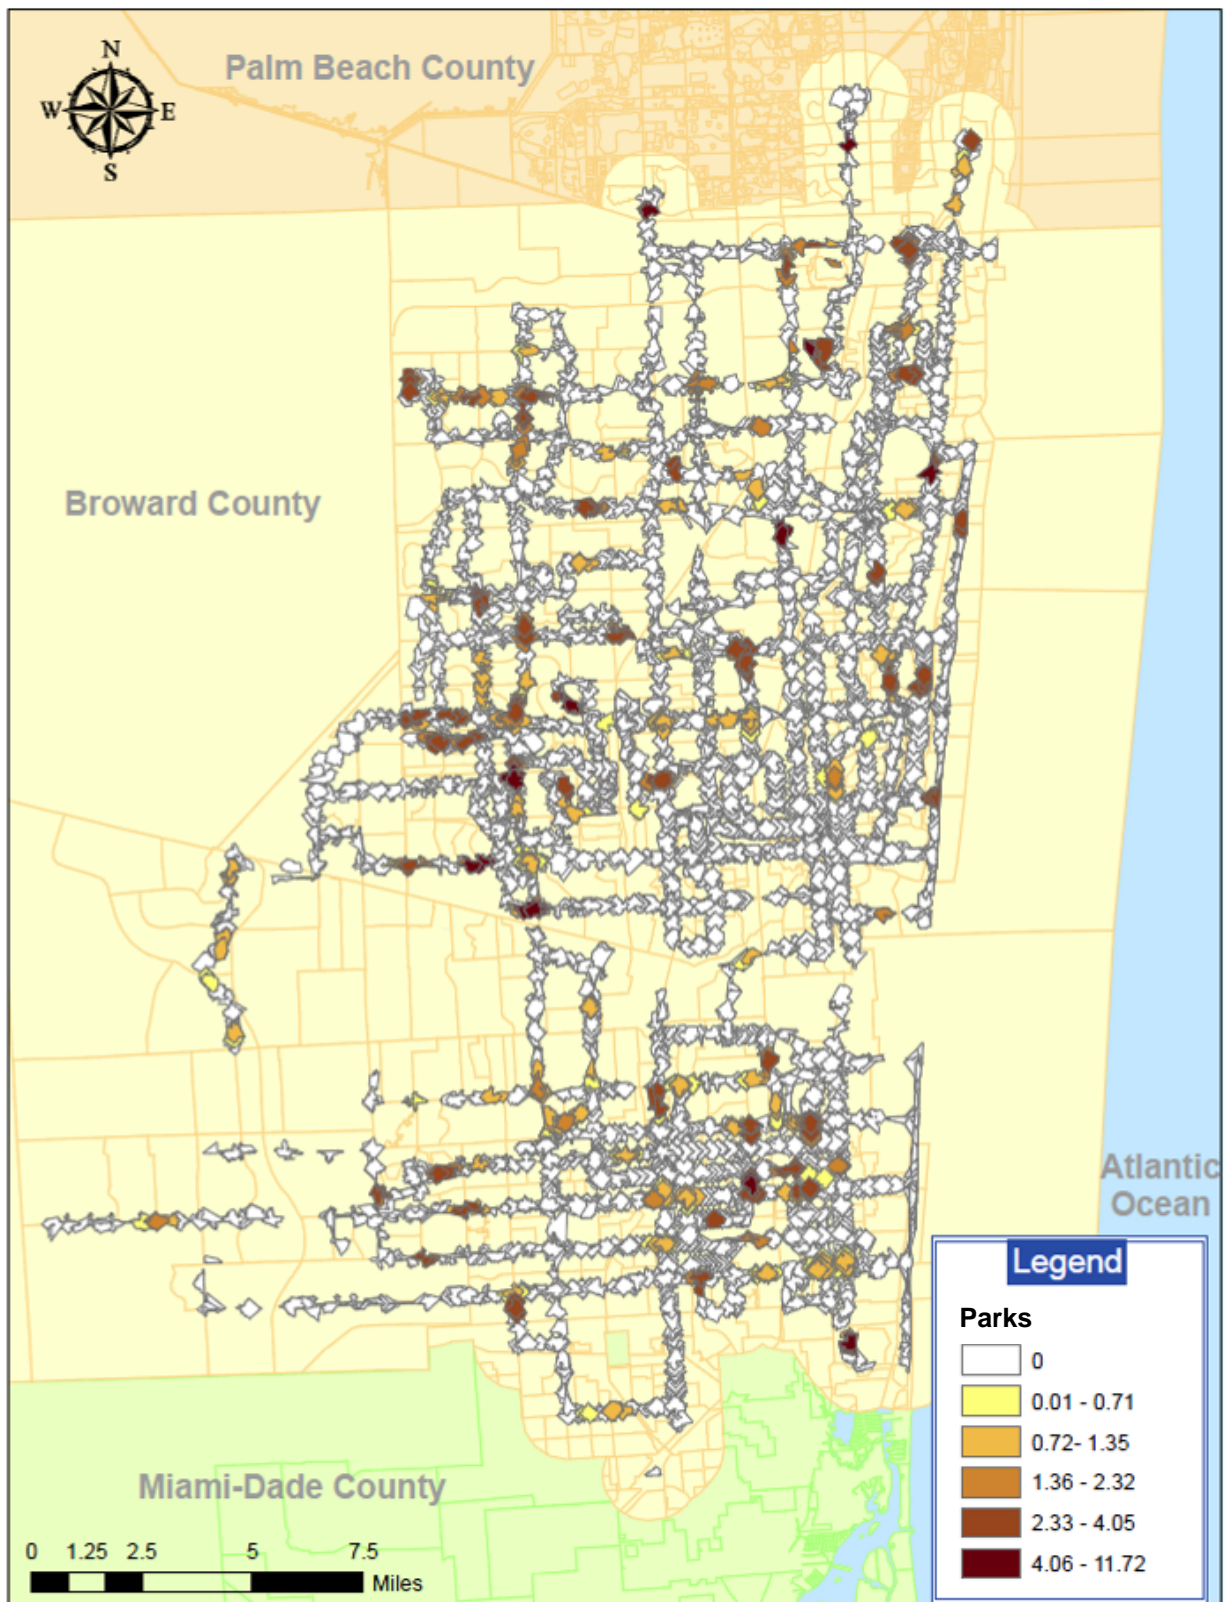 N
W E
S
Palm Beach County
Broward County
Atlantic
Ocean
Miami-Dade County
0 1.25 2.5 5 7.5
Miles
Legend
Parks
0
0.01 - 0.71
0.72- 1.35
1.36 - 2.32
2.33 - 4.05
4.06 - 11.72